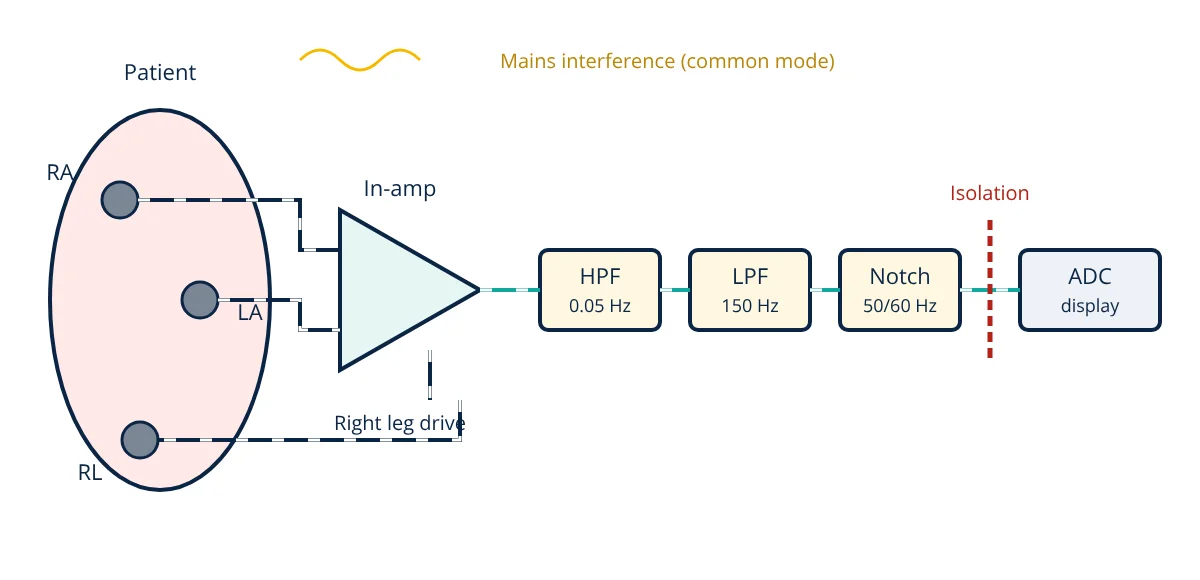 Mains interference (common mode)
Patient
RA
In-amp
Isolation
HPF
0.05 Hz
LPF
150 Hz
Notch
50/60 Hz
ADC
display
LA
Right leg drive
RL